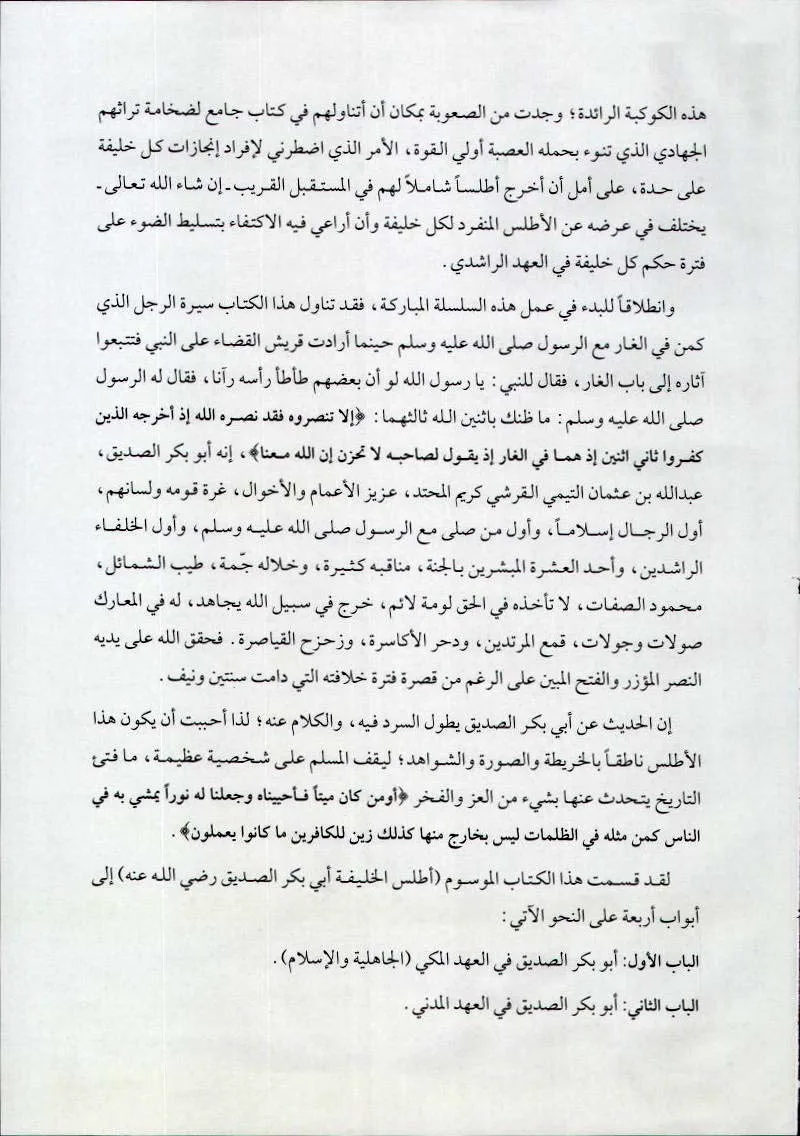 هذه الكوكبة الرائدة؛ وجدت من الصعوبة بمكان أن أتناولهم في كتاب جامع لضخامة تراثهم
الجهادي الذي تنوء بحمله العصبة أولي القوة، الأمر الذي اضطرني لإفراد إنجازات كل خليفة
على حدة، على أمل أن أخرج أطلساً شاملاً لهم في المستقبل القريب-إن شاء الله تعالى-
يختلف في عرضه عن الأطلس المنفرد لكل خليفة وأن أراعي فيه الاكتفاء بتسليط الضوء على
فترة حكم كل خليفة في العهد الراشدي.
وانطلاقاً للبدء في عمل هذه السلسلة المباركة، فقد تناول هذا الكتاب سيرة الرجل الذي
كمن في الغار مع الرسول صلى الله عليه وسلم حينما أرادت قريش القضاء على النبي فتتبعوا
آثاره إلى باب الغار، فقال للنبي: يا رسول الله لو أن بعضهم طأطأ رأسه رآنا، فقال له الرسول
صلى الله عليه وسلم: ما ظنك باثنين الله ثالثهما: ﴿إلا تنصروه فقد نصره الله إذ أخرجه الذين
كفروا ثاني اثنين إذ هما في الغار إذ يقول لصاحبه لا تحزن إن الله معنا﴾، إنه أبو بكر الصديق،
عبدالله بن عثمان التيمي القرشي كريم المحتد، عزيز الأعمام والأخوال، غرة قومه ولسانهم،
أول الرجال إسلاماً، وأول من صلى مع الرسول صلى الله عليه وسلم، وأول الخلفاء
الراشدين، وأحد العشرة المبشرين بالجنة، مناقبه كثيرة، وخلاله جمّة، طيب الشمائل،
محمود الصفات، لا تأخذه في الحق لومة لائم، خرج في سبيل الله يجاهد، له في المعارك
صولات وجولات، قمع المرتدين، ودحر الأكاسرة، وزحزح القياصرة. فحقق الله على يديه
النصر المؤزر والفتح المبين على الرغم من قصرة فترة خلافته التي دامت سنتين ونيف.
إن الحديث عن أبي بكر الصديق يطول السرد فيه، والكلام عنه؛ لذا أحببت أن يكون هذا
الأطلس ناطقاً بالخريطة والصورة والشواهد؛ ليقف المسلم على شخصية عظيمة، ما فتئ
التاريخ يتحدث عنها بشيء من العز والفخر ﴿أومن كان ميتاً فأحييناه وجعلنا له نوراً يمشي به في
الناس كمن مثله في الظلمات ليس بخارج منها كذلك زين للكافرين ما كانوا يعملون﴾.
لقد قسمت هذا الكتاب الموسوم (أطلس الخليفة أبي بكر الصديق رضي الله عنه) إلى
أبواب أربعة على النحو الآتي:
الباب الأول: أبو بكر الصديق في العهد المكي (الجاهلية والإسلام).
الباب الثاني: أبو بكر الصديق في العهد المدني.